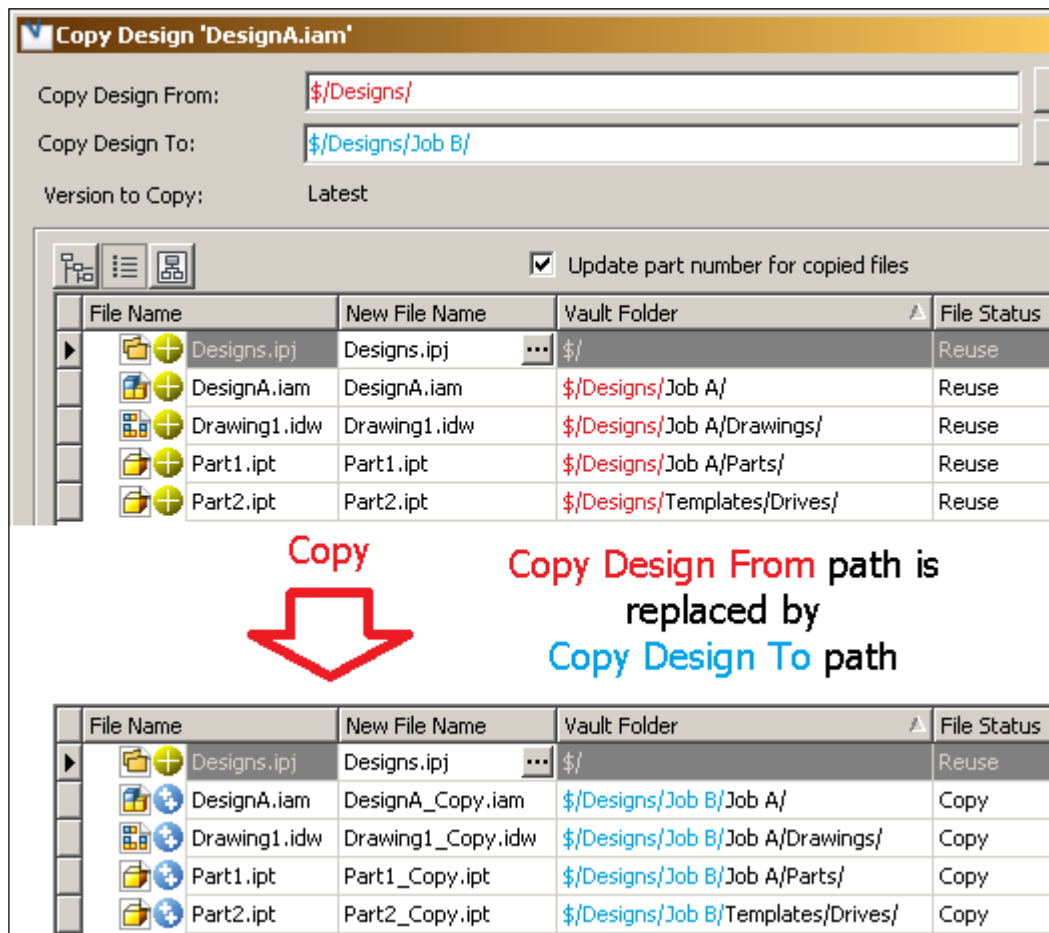 Copy Design 'DesignA.iam'
Copy Design From: $/Designs/
Copy Design To: $/Designs/Job B/
Version to Copy: Latest
Update part number for copied files
File Name New File Name Vault Folder File Status
Designs.ipj Designs.ipj ... $/ Reuse
DesignA.iam DesignA.iam $/Designs/Job A/ Reuse
Drawing1.idw Drawing1.idw $/Designs/Job A/Drawings/ Reuse
Part1.ipt Part1.ipt $/Designs/Job A/Parts/ Reuse
Part2.ipt Part2.ipt $/Designs/Templates/Drives/ Reuse
Copy
Copy Design From path is
replaced by
Copy Design To path
File Name New File Name Vault Folder File Status
Designs.ipj Designs.ipj ... $/ Reuse
DesignA.iam DesignA_Copy.iam $/Designs/Job B/Job A/ Copy
Drawing1.idw Drawing1_Copy.idw $/Designs/Job B/Job A/Drawings/ Copy
Part1.ipt Part1_Copy.ipt $/Designs/Job B/Job A/Parts/ Copy
Part2.ipt Part2_Copy.ipt $/Designs/Job B/Templates/Drives/ Copy